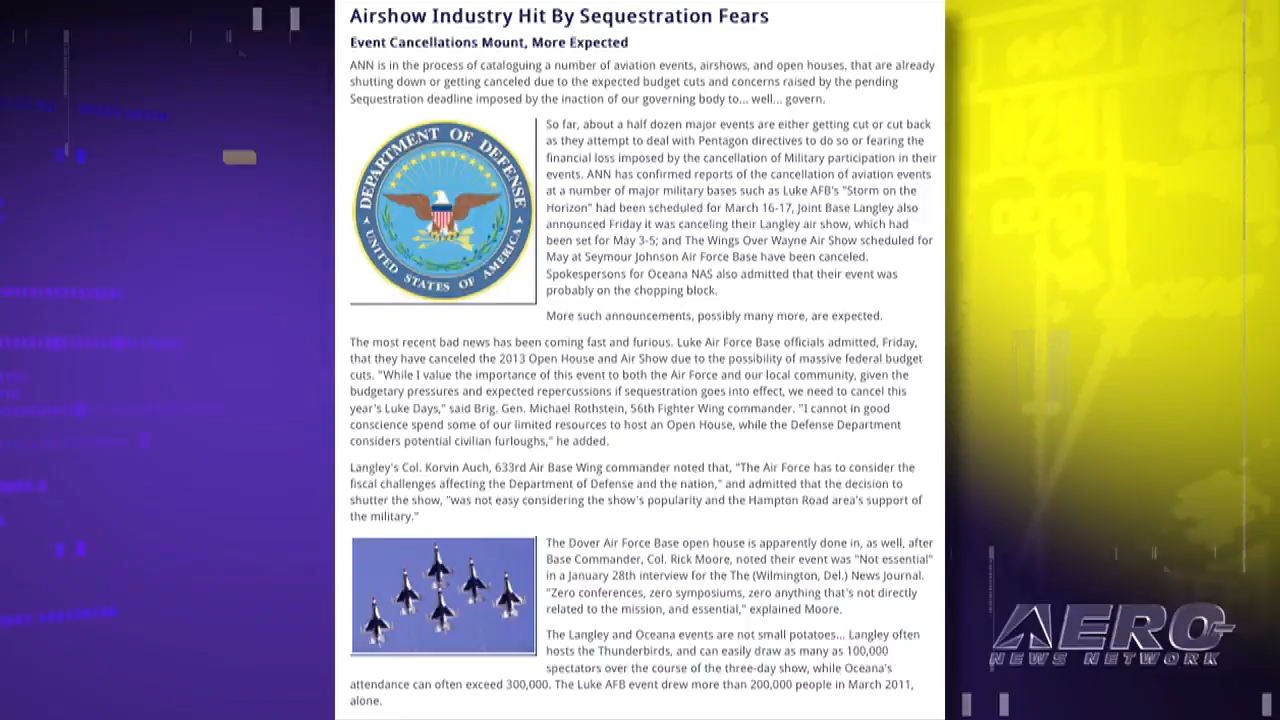 Airshow Industry Hit By Sequestration Fears
Event Cancellations Mount, More Expected
ANN is in the process of cataloguing a number of aviation events, airshows, and open houses, that are already
shutting down or getting canceled due to the expected budget cuts and concerns raised by the pending
Sequestration deadline imposed by the inaction of our governing body to... well... govern.
DEPARTMENT OF DEFENSE
UNITED STATES OF AMERICA
So far, about a half dozen major events are either getting cut or cut back
as they attempt to deal with Pentagon directives to do so or fearing the
financial loss imposed by the cancellation of Military participation in their
events. ANN has confirmed reports of the cancellation of aviation events
at a number of major military bases such as Luke AFB's "Storm on the
Horizon" had been scheduled for March 16-17, Joint Base Langley also
announced Friday it was canceling their Langley air show, which had
been set for May 3-5; and The Wings Over Wayne Air Show scheduled for
May at Seymour Johnson Air Force Base have been canceled.
Spokespersons for Oceana NAS also admitted that their event was
probably on the chopping block.
More such announcements, possibly many more, are expected.
The most recent bad news has been coming fast and furious. Luke Air Force Base officials admitted, Friday,
that they have canceled the 2013 Open House and Air Show due to the possibility of massive federal budget
cuts. "While I value the importance of this event to both the Air Force and our local community, given the
budgetary pressures and expected repercussions if sequestration goes into effect, we need to cancel this
year's Luke Days," said Brig. Gen. Michael Rothstein, 56th Fighter Wing commander. "I cannot in good
conscience spend some of our limited resources to host an Open House, while the Defense Department
considers potential civilian furloughs," he added.
Langley's Col. Korvin Auch, 633rd Air Base Wing commander noted that, "The Air Force has to consider the
fiscal challenges affecting the Department of Defense and the nation," and admitted that the decision to
shutter the show, "was not easy considering the show's popularity and the Hampton Road area's support of
the military."
The Dover Air Force Base open house is apparently done in, as well, after
Base Commander, Col. Rick Moore, noted their event was "Not essential"
in a January 28th interview for the The (Wilmington, Del.) News Journal.
"Zero conferences, zero symposiums, zero anything that's not directly
related to the mission, and essential," explained Moore.
The Langley and Oceana events are not small potatoes... Langley often
hosts the Thunderbirds, and can easily draw as many as 100,000
spectators over the course of the three-day show, while Oceana's
attendance can often exceed 300,000. The Luke AFB event drew more than 200,000 people in March 2011,
alone.
AERO-
NEWS NETWORK